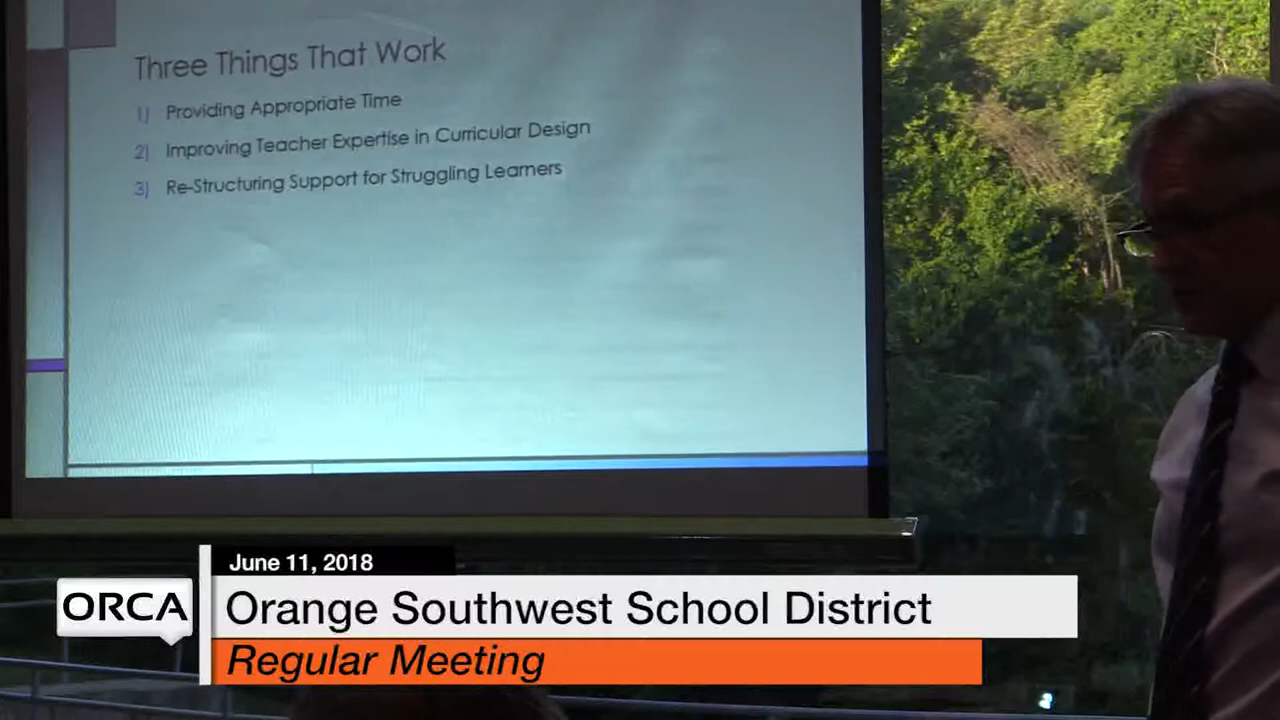 Three Things That Work
1) Providing Appropriate Time
2) Improving Teacher Expertise in Curricular Design
3) Re-Structuring Support for Struggling Learners
June 11, 2018
ORCA
Orange Southwest School District
Regular Meeting